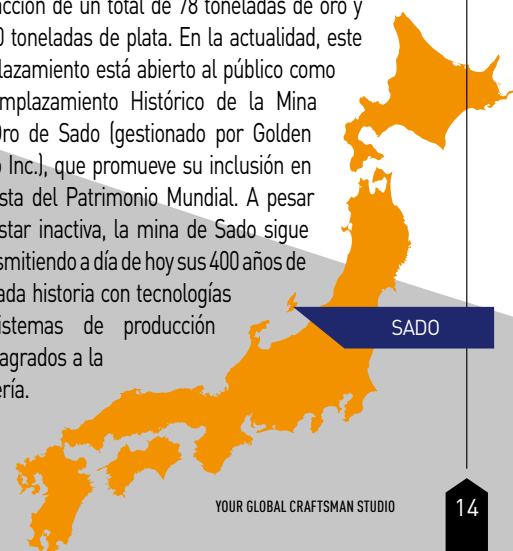 acción de un total de 78 toneladas de oro y
0 toneladas de plata. En la actualidad, este
lazamiento está abierto al público como
mplazamiento Histórico de la Mina
Oro de Sado (gestionado por Golden
o Inc.), que promueve su inclusión en
sta del Patrimonio Mundial. A pesar
star inactiva, la mina de Sado sigue
smitiendo a día de hoy sus 400 años de
ada historia con tecnologías
istemas de producción
agrados a la
ería.
SADO
YOUR GLOBAL CRAFTSMAN STUDIO
14